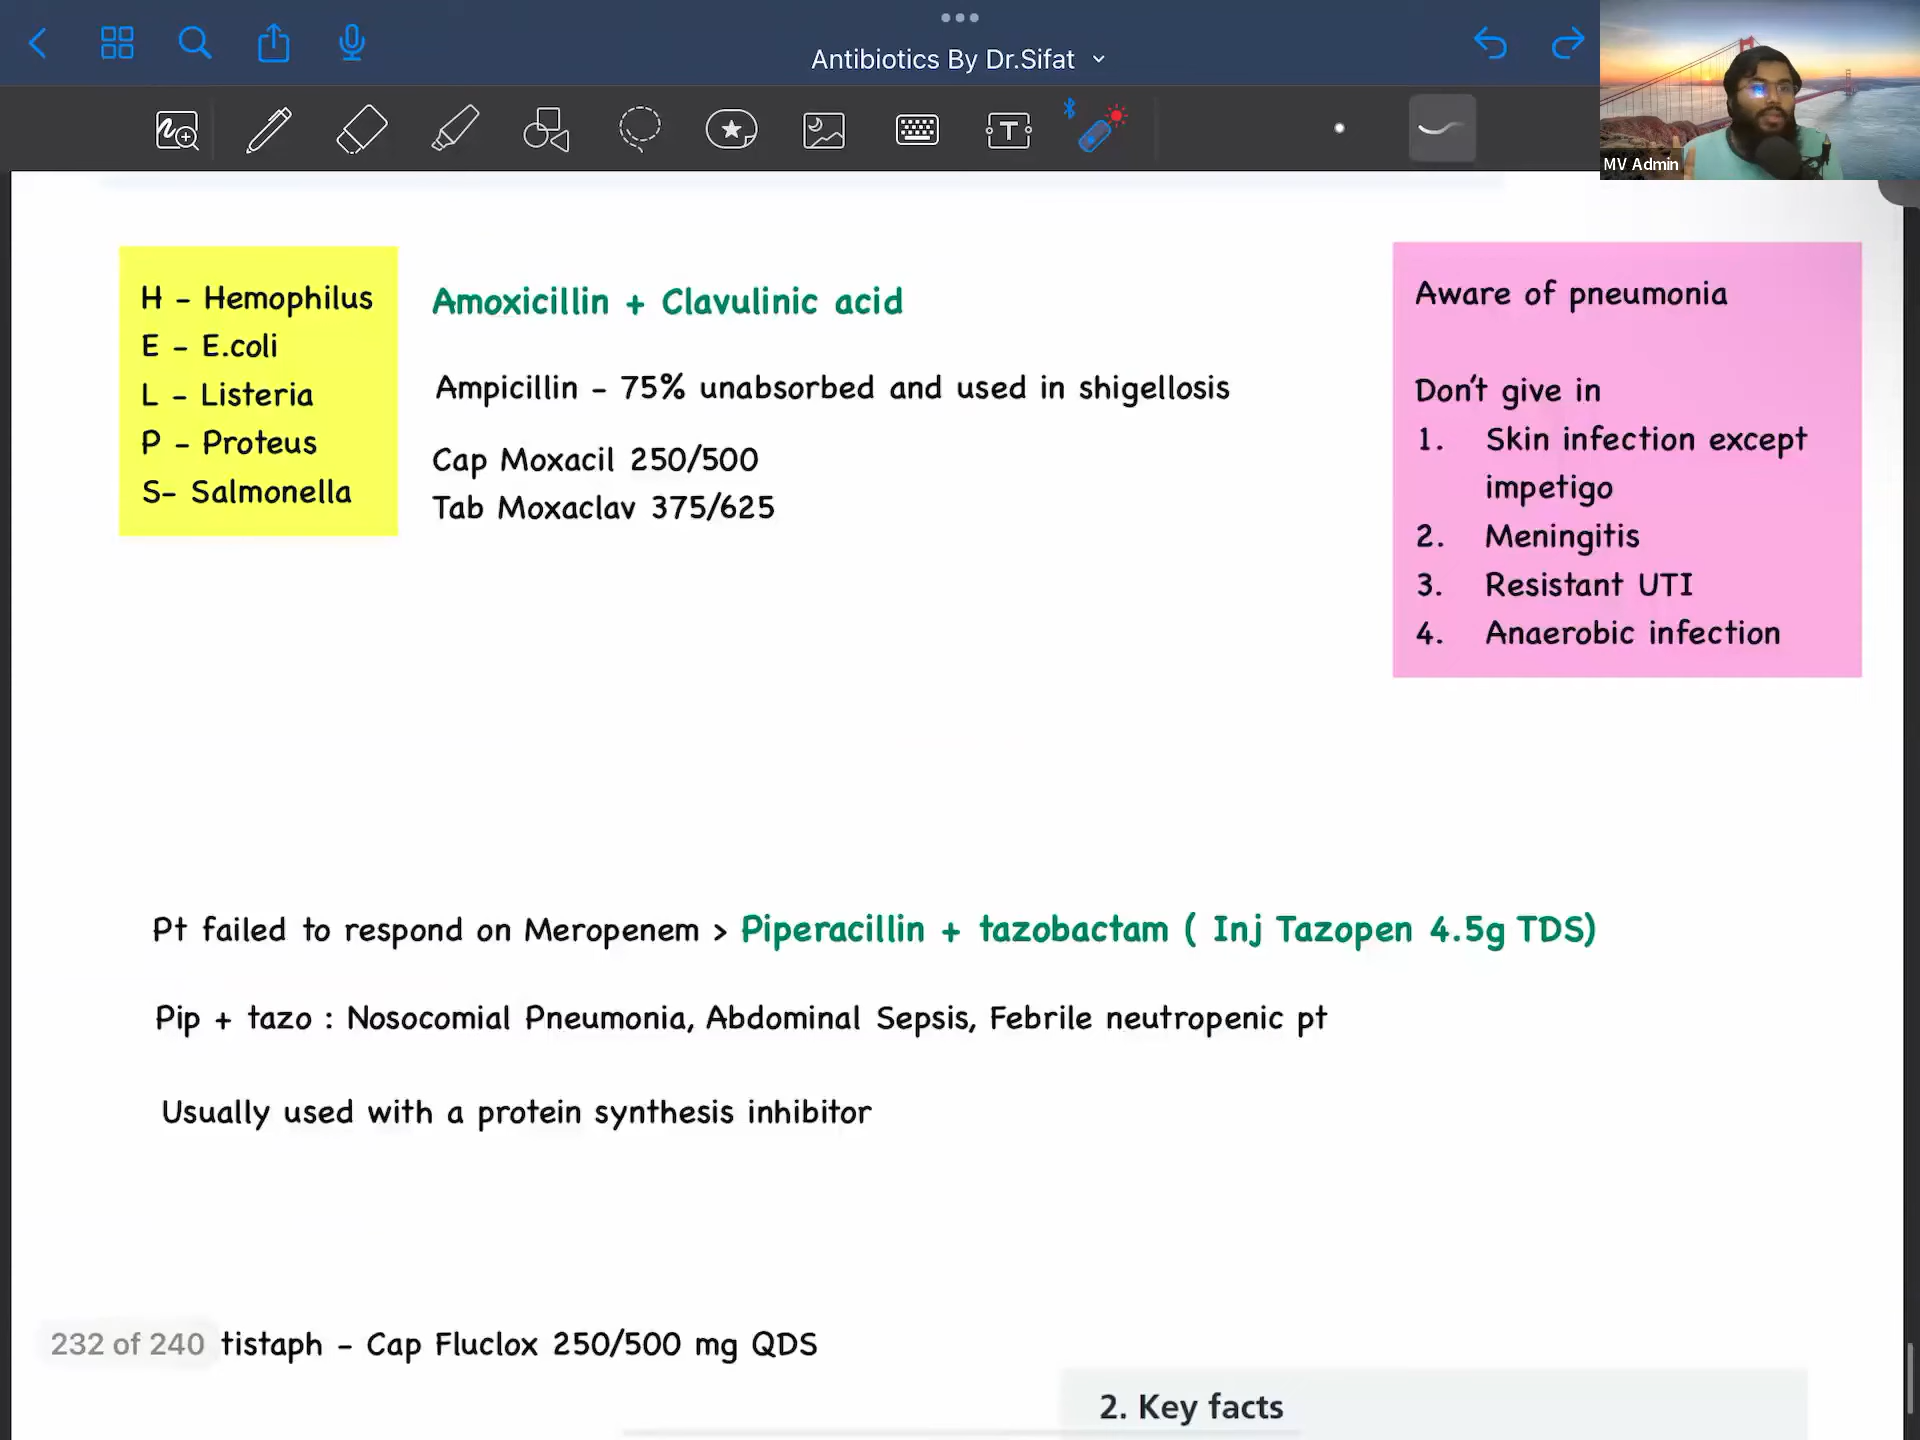 Antibiotics By Dr.Sifat
MV Admin
H - Hemophilus
E - E.coli
L - Listeria
P - Proteus
S- Salmonella
Amoxicillin + Clavulinic acid
Ampicillin - 75% unabsorbed and used in shigellosis
Cap Moxacil 250/500
Tab Moxaclav 375/625
Aware of pneumonia
Don't give in
1. Skin infection except
impetigo
2. Meningitis
3. Resistant UTI
4. Anaerobic infection
Pt failed to respond on Meropenem > Piperacillin + tazobactam ( Inj Tazopen 4.5g TDS)
Pip + tazo : Nosocomial Pneumonia, Abdominal Sepsis, Febrile neutropenic pt
Usually used with a protein synthesis inhibitor
232 of 240
tistaph - Cap Fluclox 250/500 mg QDS
2. Key facts